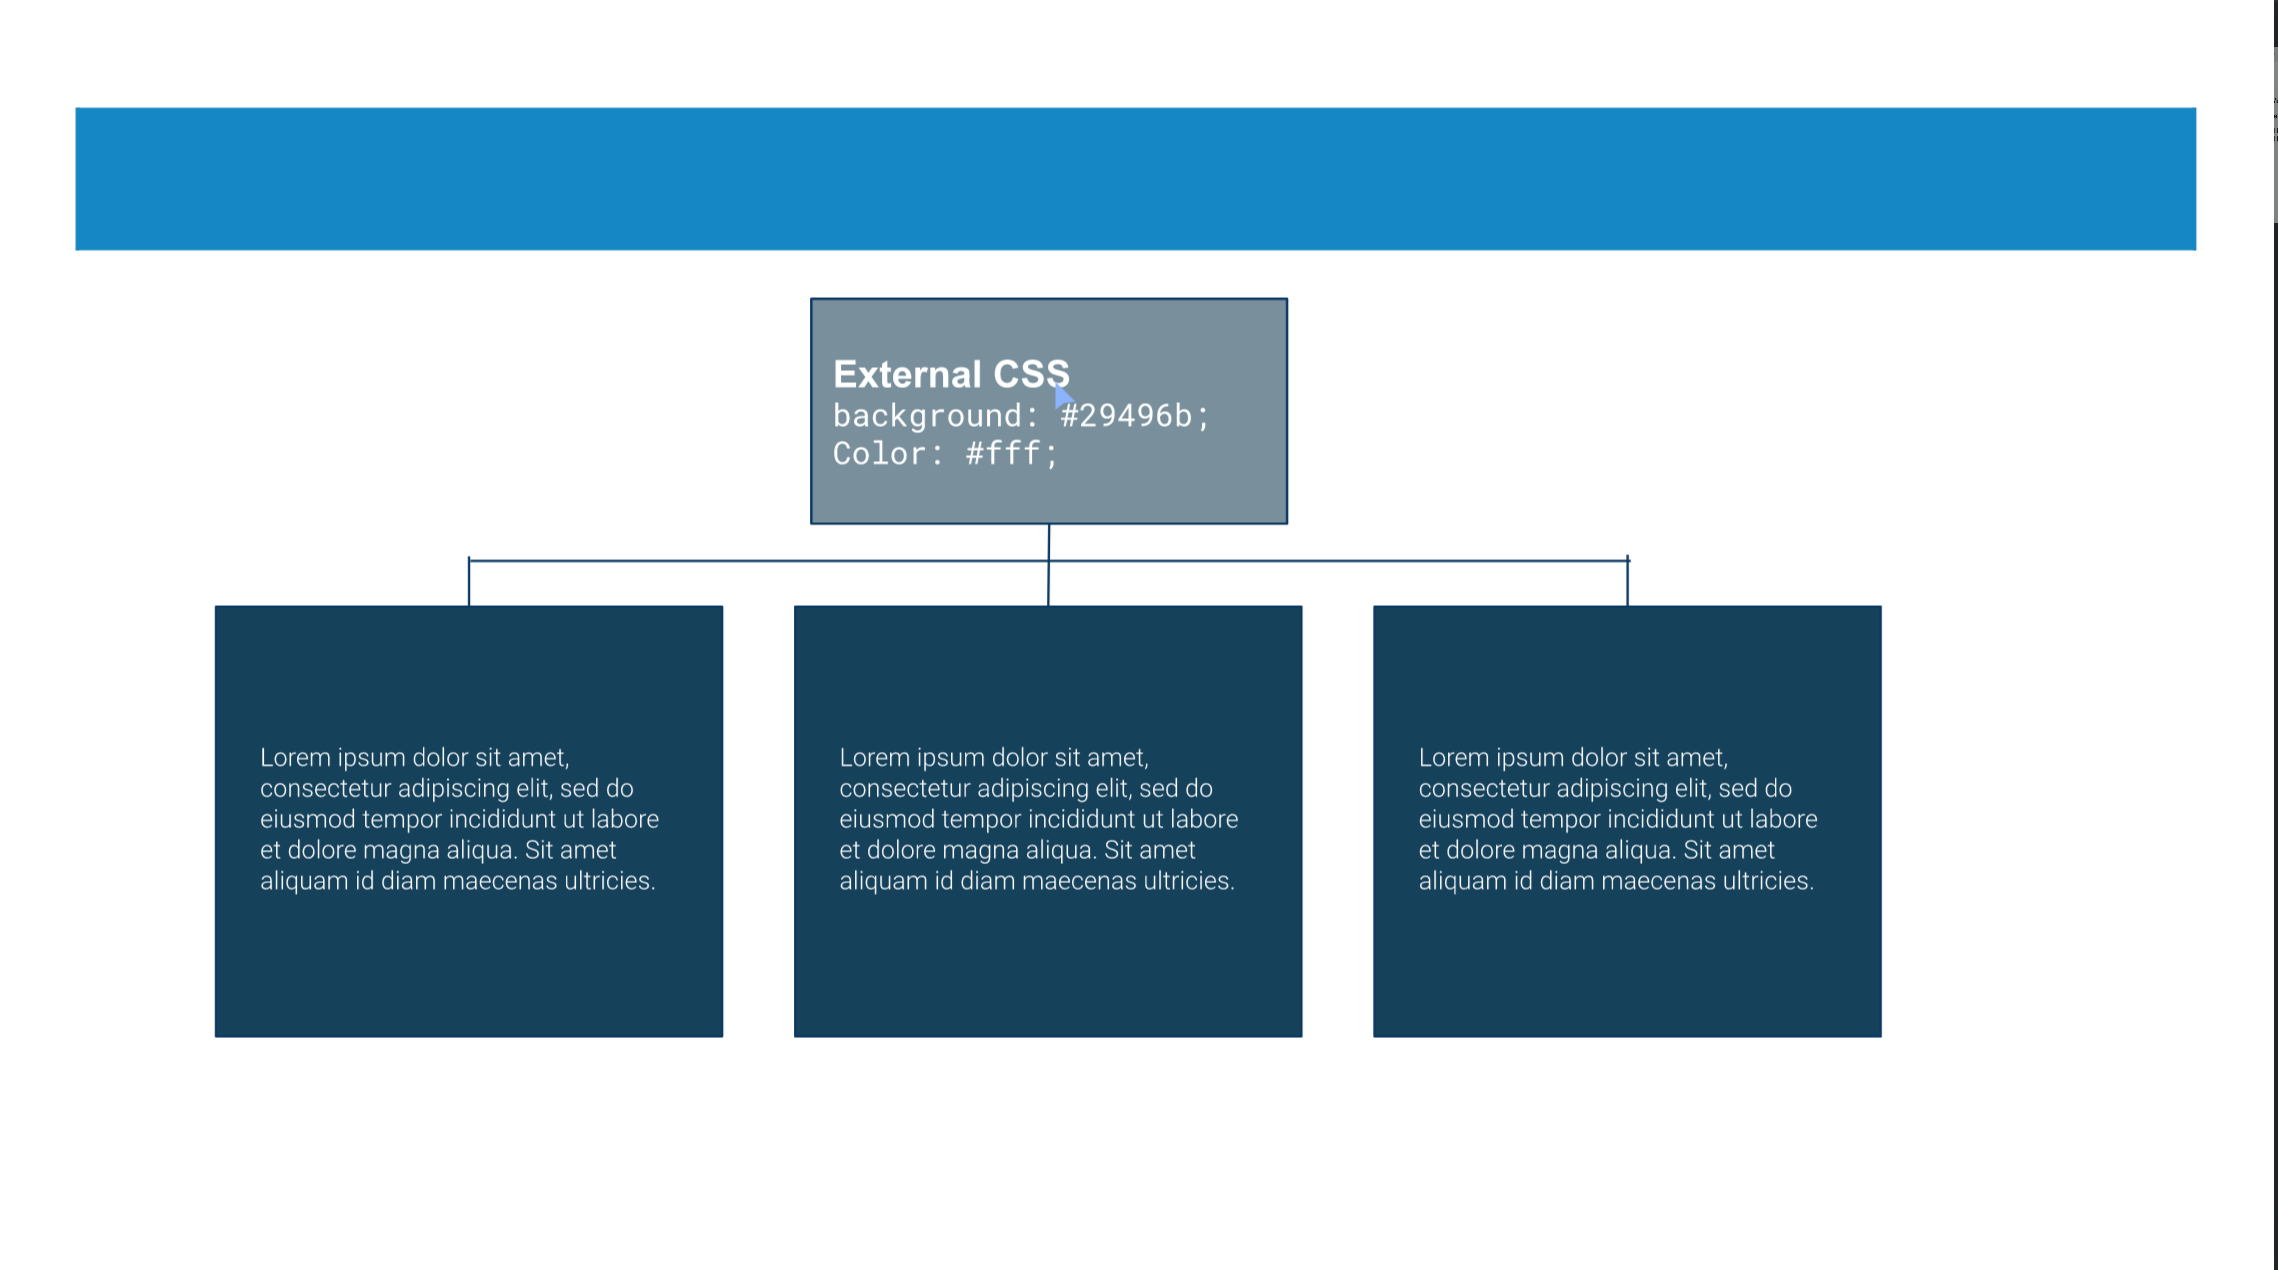 External CSS
background: #29496b;
Color: #fff;
Lorem ipsum dolor sit amet,
consectetur adipiscing elit, sed do
eiusmod tempor incididunt ut labore
et dolore magna aliqua. Sit amet
aliquam id diam maecenas ultricies.
Lorem ipsum dolor sit amet,
consectetur adipiscing elit, sed do
eiusmod tempor incididunt ut labore
et dolore magna aliqua. Sit amet
aliquam id diam maecenas ultricies.
Lorem ipsum dolor sit amet,
consectetur adipiscing elit, sed do
eiusmod tempor incididunt ut labore
et dolore magna aliqua. Sit amet
aliquam id diam maecenas ultricies.